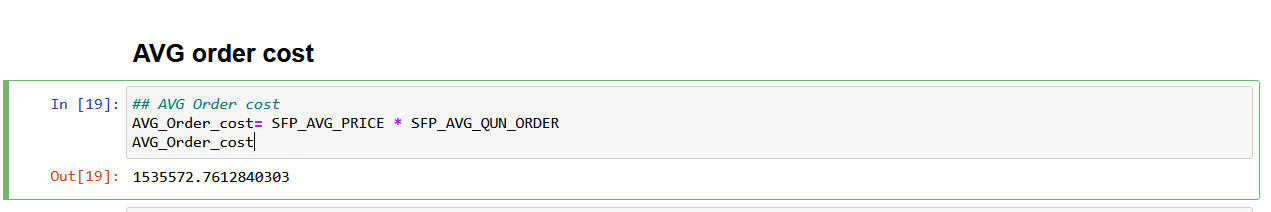 AVG order cost
In [19]: ## AVG Order cost
AVG_Order_cost= SFP_AVG_PRICE * SFP_AVG_QUN_ORDER
AVG_Order_cost
Out[19]: 1535572.7612840303